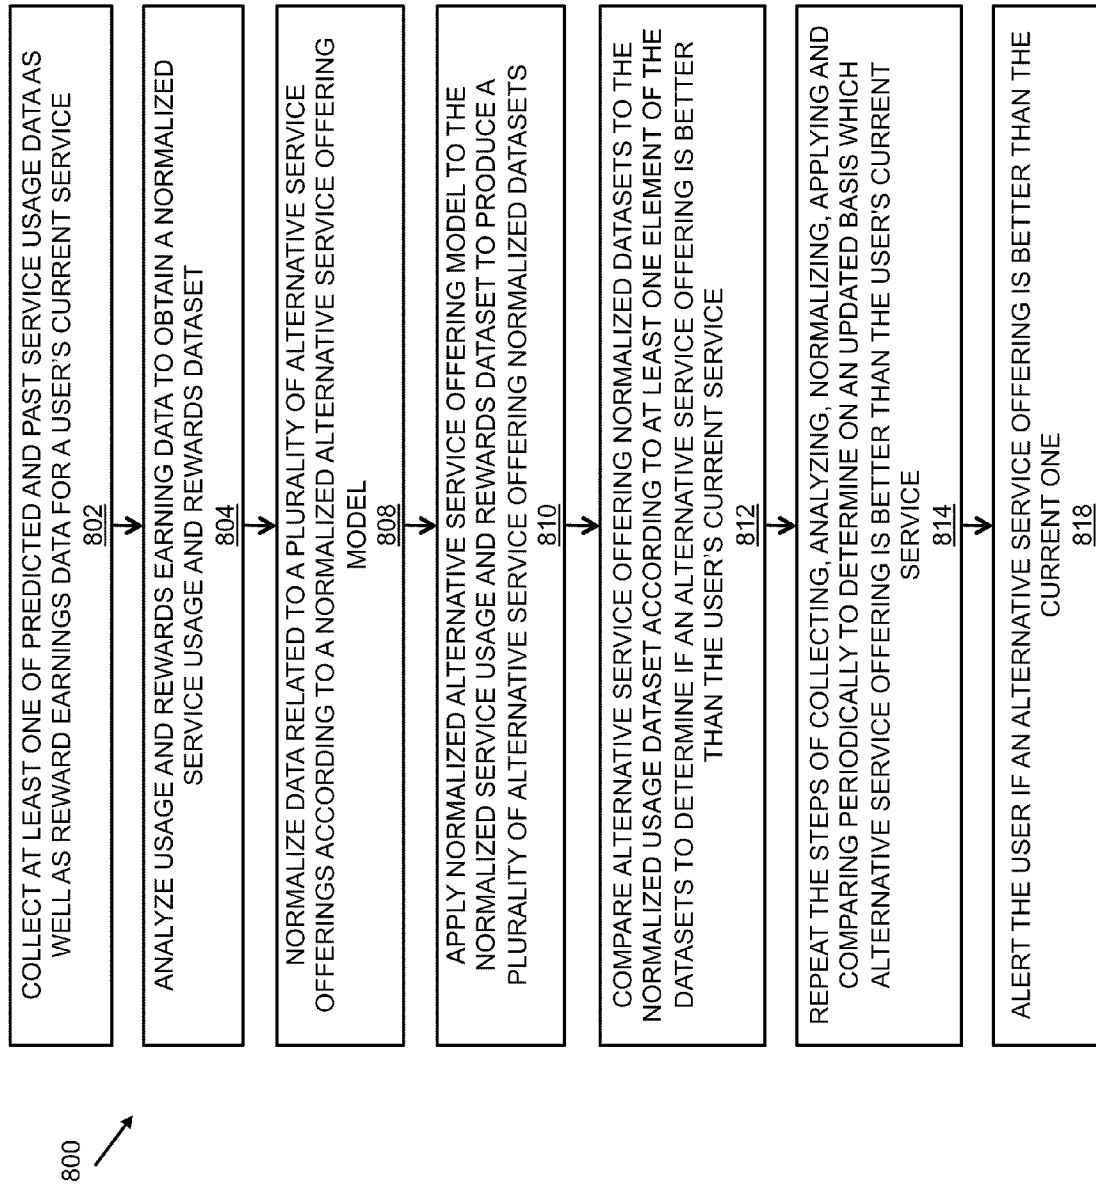 800
COLLECT AT LEAST ONE OF PREDICTED AND PAST SERVICE USAGE DATA AS
WELL AS REWARD EARNINGS DATA FOR A USER'S CURRENT SERVICE
802
ANALYZE USAGE AND REWARDS EARNING DATA TO OBTAIN A NORMALIZED
SERVICE USAGE AND REWARDS DATASET
804
NORMALIZE DATA RELATED TO A PLURALITY OF ALTERNATIVE SERVICE
OFFERINGS ACCORDING TO A NORMALIZED ALTERNATIVE SERVICE OFFERING
MODEL
808
APPLY NORMALIZED ALTERNATIVE SERVICE OFFERING MODEL TO THE
NORMALIZED SERVICE USAGE AND REWARDS DATASET TO PRODUCE A
PLURALITY OF ALTERNATIVE SERVICE OFFERING NORMALIZED DATASETS
810
COMPARE ALTERNATIVE SERVICE OFFERING NORMALIZED DATASETS TO THE
NORMALIZED USAGE DATASET ACCORDING TO AT LEAST ONE ELEMENT OF THE
DATASETS TO DETERMINE IF AN ALTERNATIVE SERVICE OFFERING IS BETTER
THAN THE USER'S CURRENT SERVICE
812
REPEAT THE STEPS OF COLLECTING, ANALYZING, NORMALIZING, APPLYING AND
COMPARING PERIODICALLY TO DETERMINE ON AN UPDATED BASIS WHICH
ALTERNATIVE SERVICE OFFERING IS BETTER THAN THE USER'S CURRENT
SERVICE
814
ALERT THE USER IF AN ALTERNATIVE SERVICE OFFERING IS BETTER THAN THE
CURRENT ONE
818